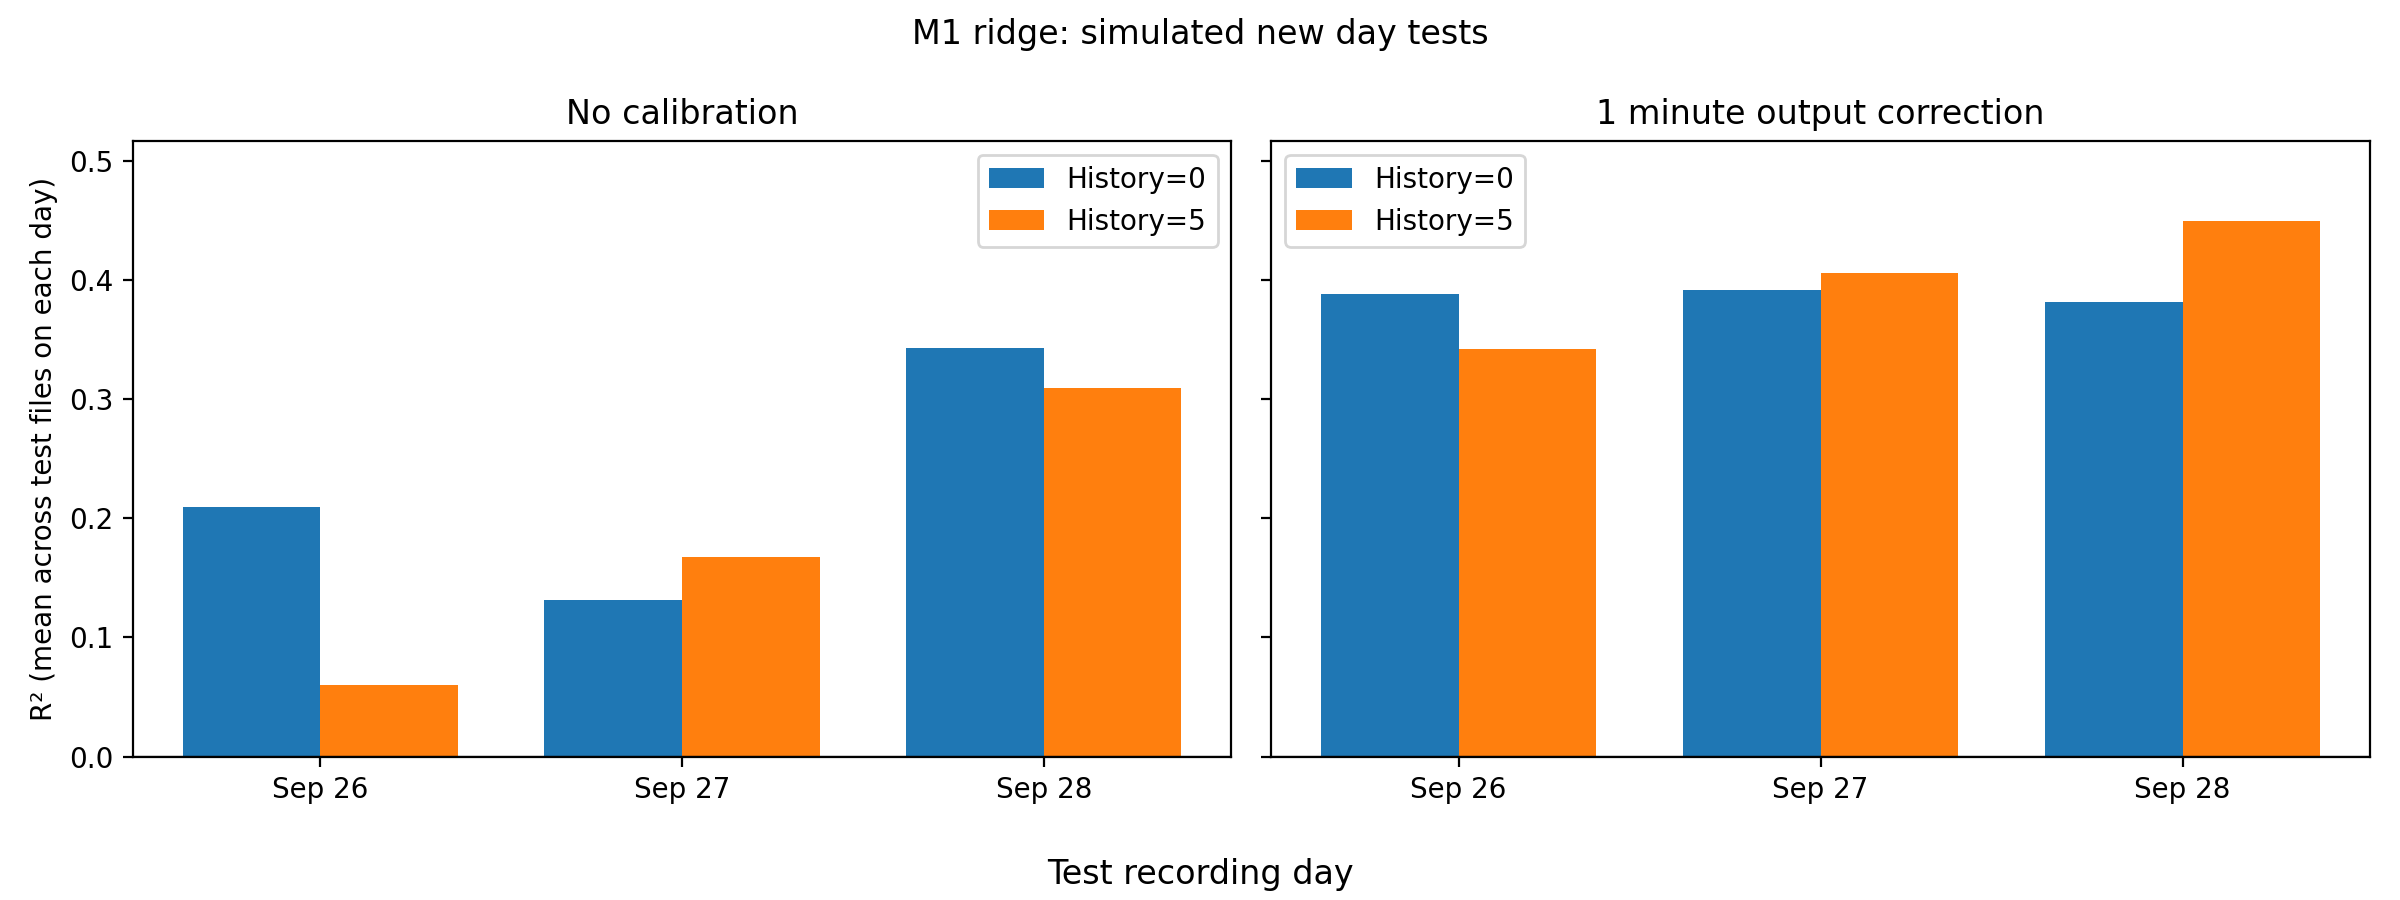 M1 ridge: simulated new day tests
No calibration
R² (mean across test files on each day)
0.5
0.4
0.3
0.2
0.1
0.0
History=0
History=5
Sep 26
Sep 27
Sep 28
1 minute output correction
History=0
History=5
Sep 26
Sep 27
Sep 28
Test recording day